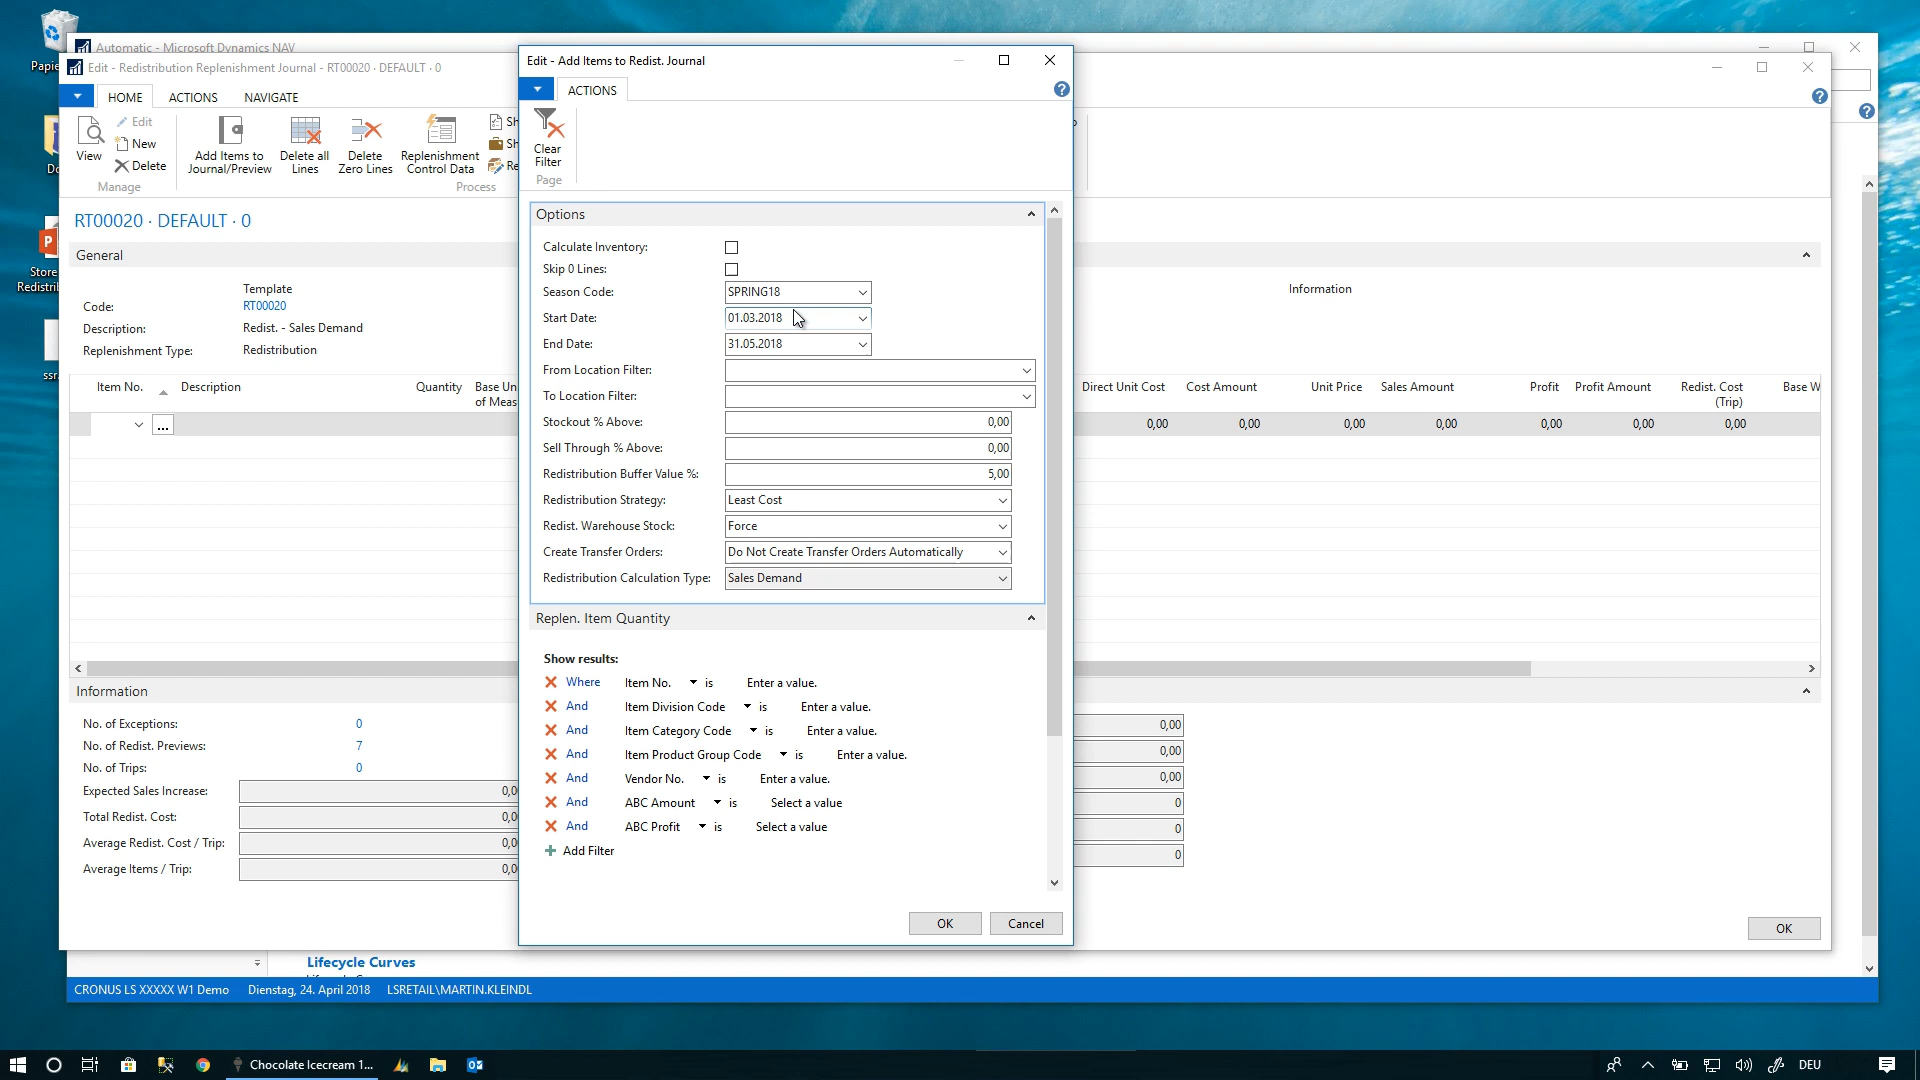 Automatic - Microsoft Dynamics NAV
Edit - Redistribution Replenishment Journal - RT00020 · DEFAULT · 0
HOME ACTIONS NAVIGATE
View
Edit
New
Delete
Manage
Add Items to Journal/Preview
Delete all Lines
Delete Zero Lines
Replenishment Control Data
Process
RT00020 · DEFAULT · 0
General
Template
Code: RT00020
Description: Redist. - Sales Demand
Replenishment Type: Redistribution
Information
Item No. Description Quantity
Direct Unit Cost Cost Amount Unit Price Sales Amount Profit Profit Amount Redist. Cost (Trip) Base W
0,00 0,00 0,00 0,00 0,00 0,00 0,00
Information
No. of Exceptions: 0
No. of Redist. Previews: 7
No. of Trips: 0
Expected Sales Increase:
Total Redist. Cost:
Average Redist. Cost / Trip:
Average Items / Trip:
0,00
0,00
0,00
0
0
0
OK
Edit - Add Items to Redist. Journal
ACTIONS
Clear Filter
Page
Options
Calculate Inventory:
Skip 0 Lines:
Season Code: SPRING18
Start Date: 01.03.2018
End Date: 31.05.2018
From Location Filter:
To Location Filter:
Stockout % Above: 0,00
Sell Through % Above: 0,00
Redistribution Buffer Value %: 5,00
Redistribution Strategy: Least Cost
Redist. Warehouse Stock: Force
Create Transfer Orders: Do Not Create Transfer Orders Automatically
Redistribution Calculation Type: Sales Demand
Replen. Item Quantity
Show results:
Where Item No. is Enter a value.
And Item Division Code is Enter a value.
And Item Category Code is Enter a value.
And Item Product Group Code is Enter a value.
And Vendor No. is Enter a value.
And ABC Amount is Select a value
And ABC Profit is Select a value
Add Filter
OK Cancel
Lifecycle Curves
CRONUS LS XXXXX W1 Demo Dienstag, 24. April 2018 LSRETAIL\MARTIN.KLEINDL
Chocolate Icecream 1...
DEU